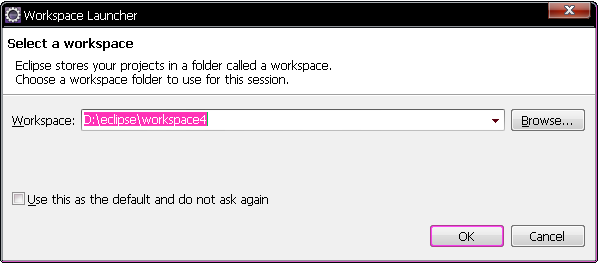 Workspace Launcher
Select a workspace
Eclipse stores your projects in a folder called a workspace.
Choose a workspace folder to use for this session.
Workspace: D:\eclipse\workspace4 Browse...
Use this as the default and do not ask again
OK Cancel